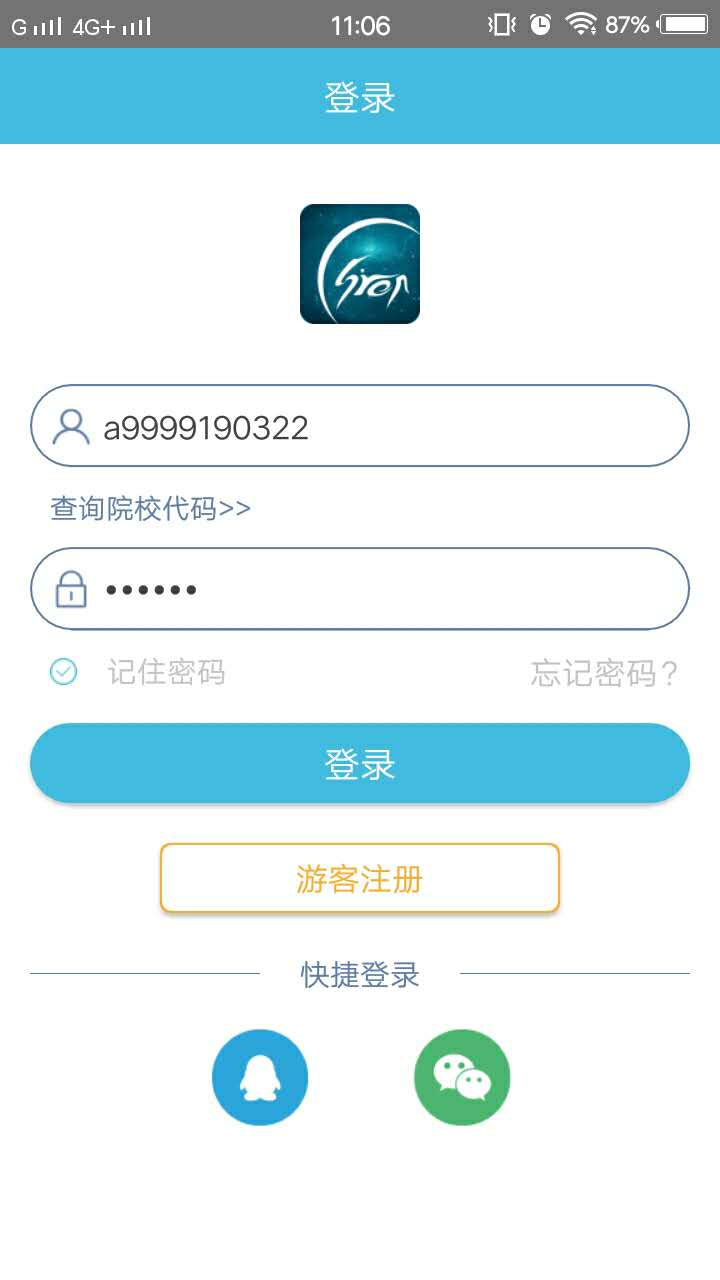 G 4G+ 11:06 87%
登录
a9999190322
查询院校代码>>
••••••
记住密码 忘记密码?
登录
游客注册
快捷登录